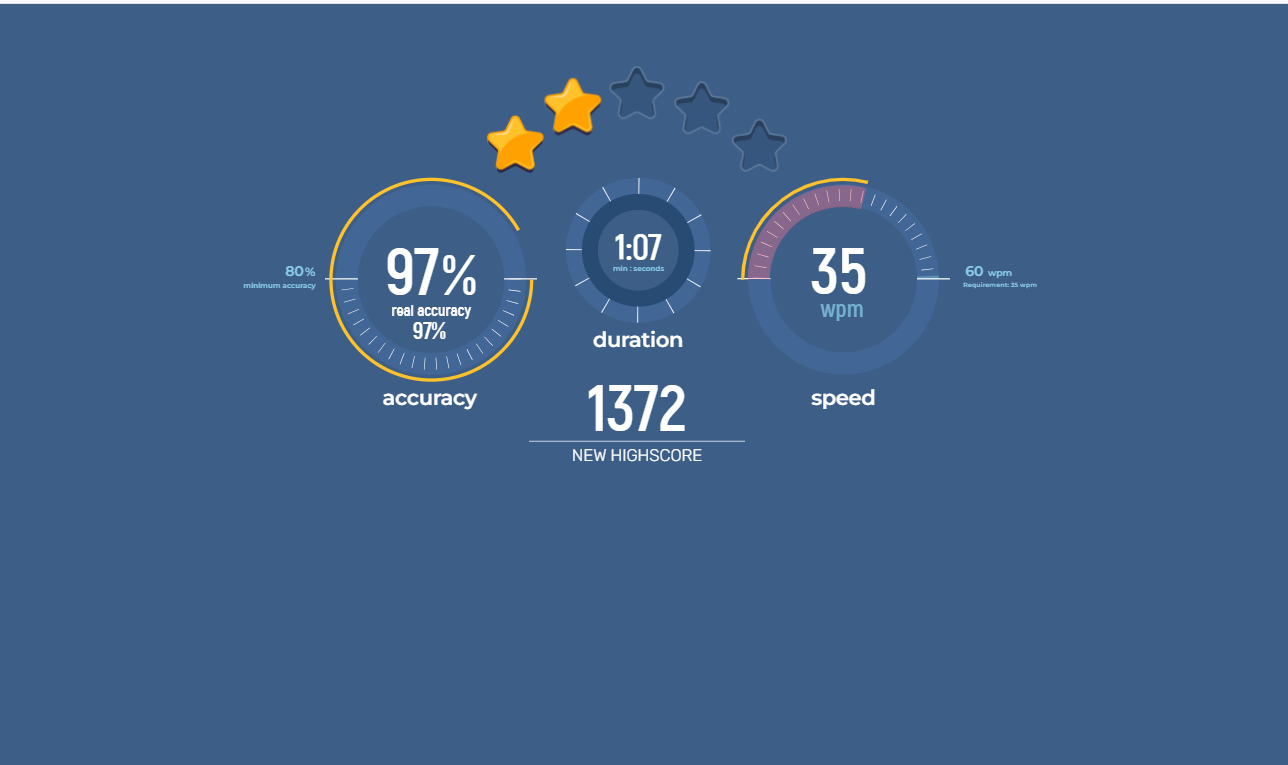 80%
minimum accuracy
97%
real accuracy
97%
accuracy
1:07
min : seconds
duration
1372
NEW HIGHSCORE
35
wpm
speed
60 wpm
Requirement: 35 wpm